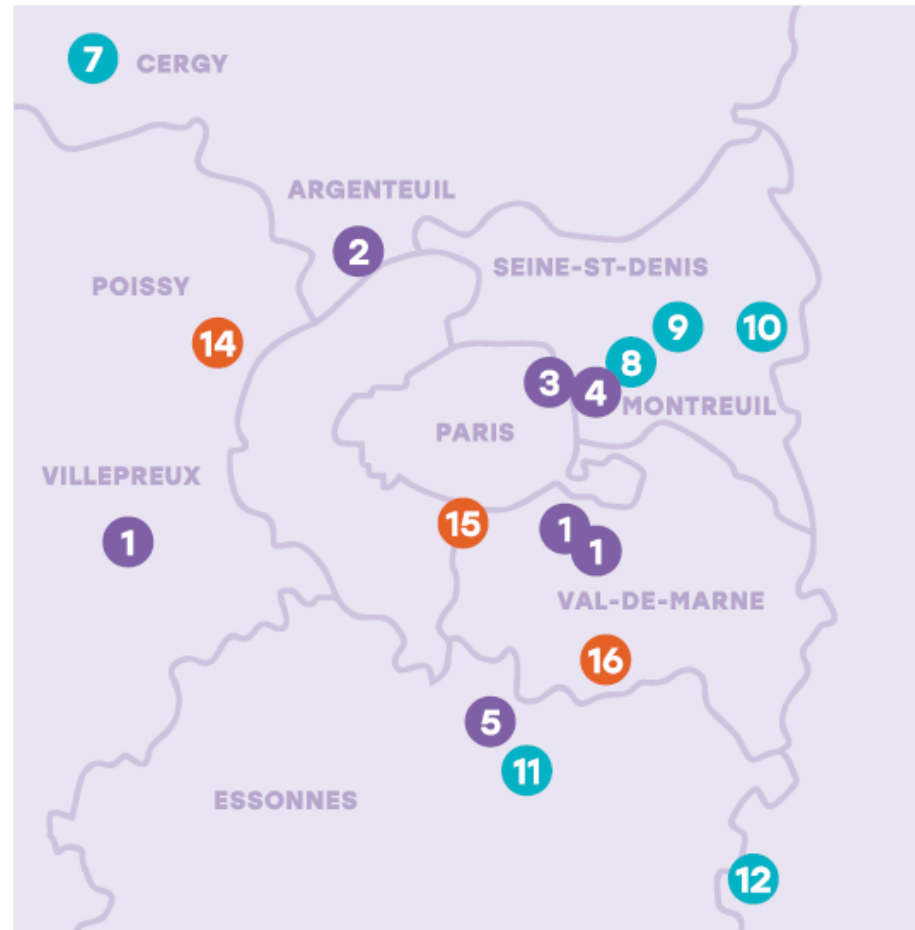 7 CERGY
ARGENTEUIL
2
SEINE-ST-DENIS
POISSY
14
9
10
8
3
4
MONTREUIL
PARIS
VILLEPREUX
1
15
1
1
VAL-DE-MARNE
16
5
11
ESSONNES
12